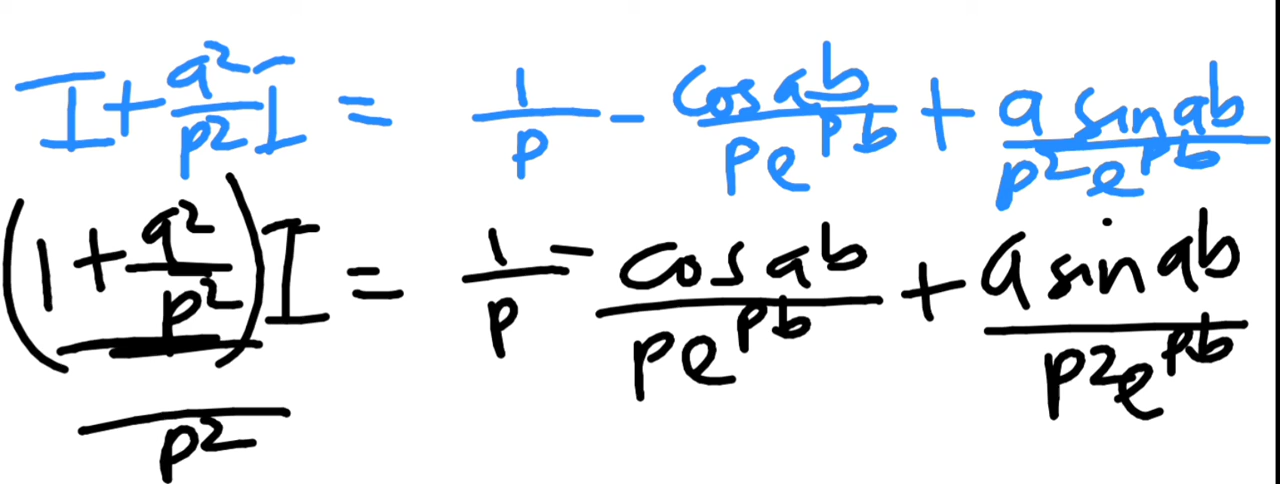 I + a²/p² I = 1/p - cos ab/pe^pb + a sin ab/p²e^pb
(1 + a²/p²) I = 1/p - cos ab/pe^pb + a sin ab/p²e^pb
p²